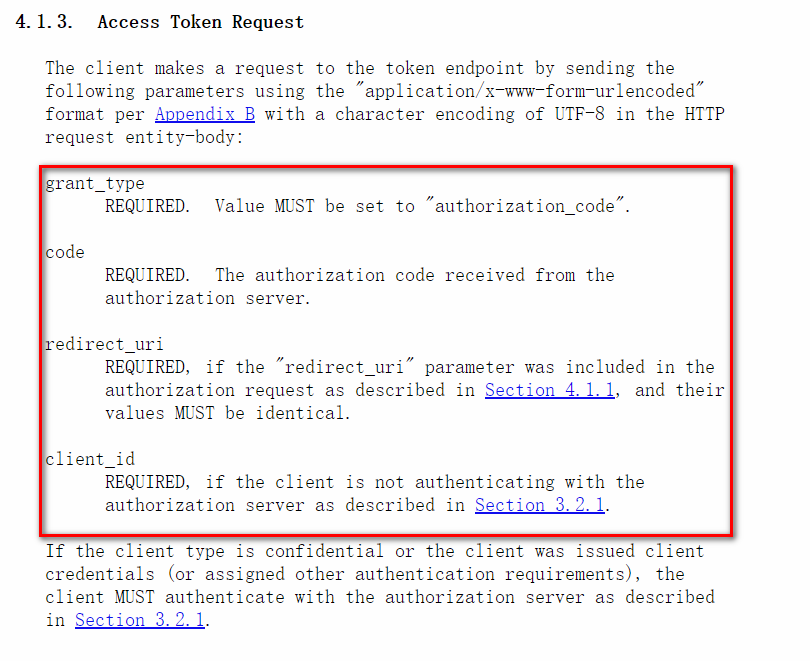 4.1.3. Access Token Request
The client makes a request to the token endpoint by sending the
following parameters using the "application/x-www-form-urlencoded"
format per Appendix B with a character encoding of UTF-8 in the HTTP
request entity-body:
grant_type
REQUIRED. Value MUST be set to "authorization_code".
code
REQUIRED. The authorization code received from the
authorization server.
redirect_uri
REQUIRED, if the "redirect_uri" parameter was included in the
authorization request as described in Section 4.1.1, and their
values MUST be identical.
client_id
REQUIRED, if the client is not authenticating with the
authorization server as described in Section 3.2.1.
If the client type is confidential or the client was issued client
credentials (or assigned other authentication requirements), the
client MUST authenticate with the authorization server as described
in Section 3.2.1.